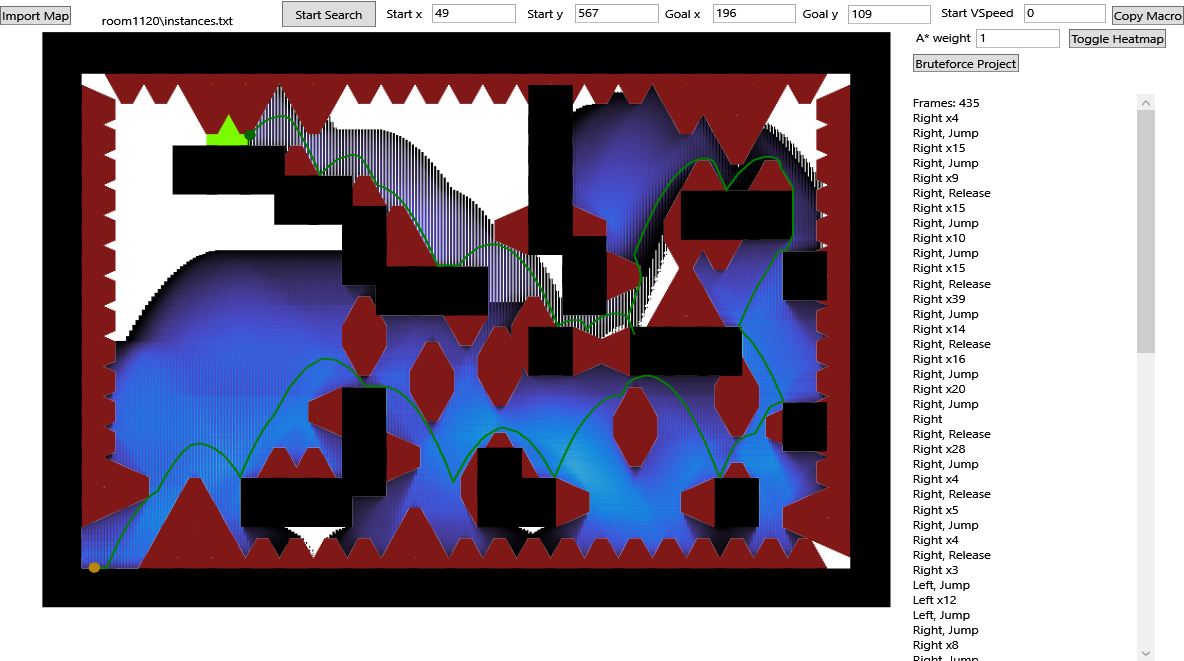 Import Map
room1120\instances.txt
Start Search
Start x 49
Start y 567
Goal x 196
Goal y 109
Start VSpeed 0
Copy Macro
A* weight 1
Toggle Heatmap
Bruteforce Project
Frames: 435
Right x4
Right, Jump
Right x15
Right, Jump
Right x9
Right, Release
Right x15
Right, Jump
Right x10
Right, Jump
Right x15
Right, Release
Right x39
Right, Jump
Right x14
Right, Release
Right x16
Right, Jump
Right x20
Right, Jump
Right
Right, Release
Right x28
Right, Jump
Right x4
Right, Release
Right x5
Right, Jump
Right x4
Right, Release
Right x3
Left, Jump
Left x12
Left, Jump
Right, Jump
Right x8
Right, Jump